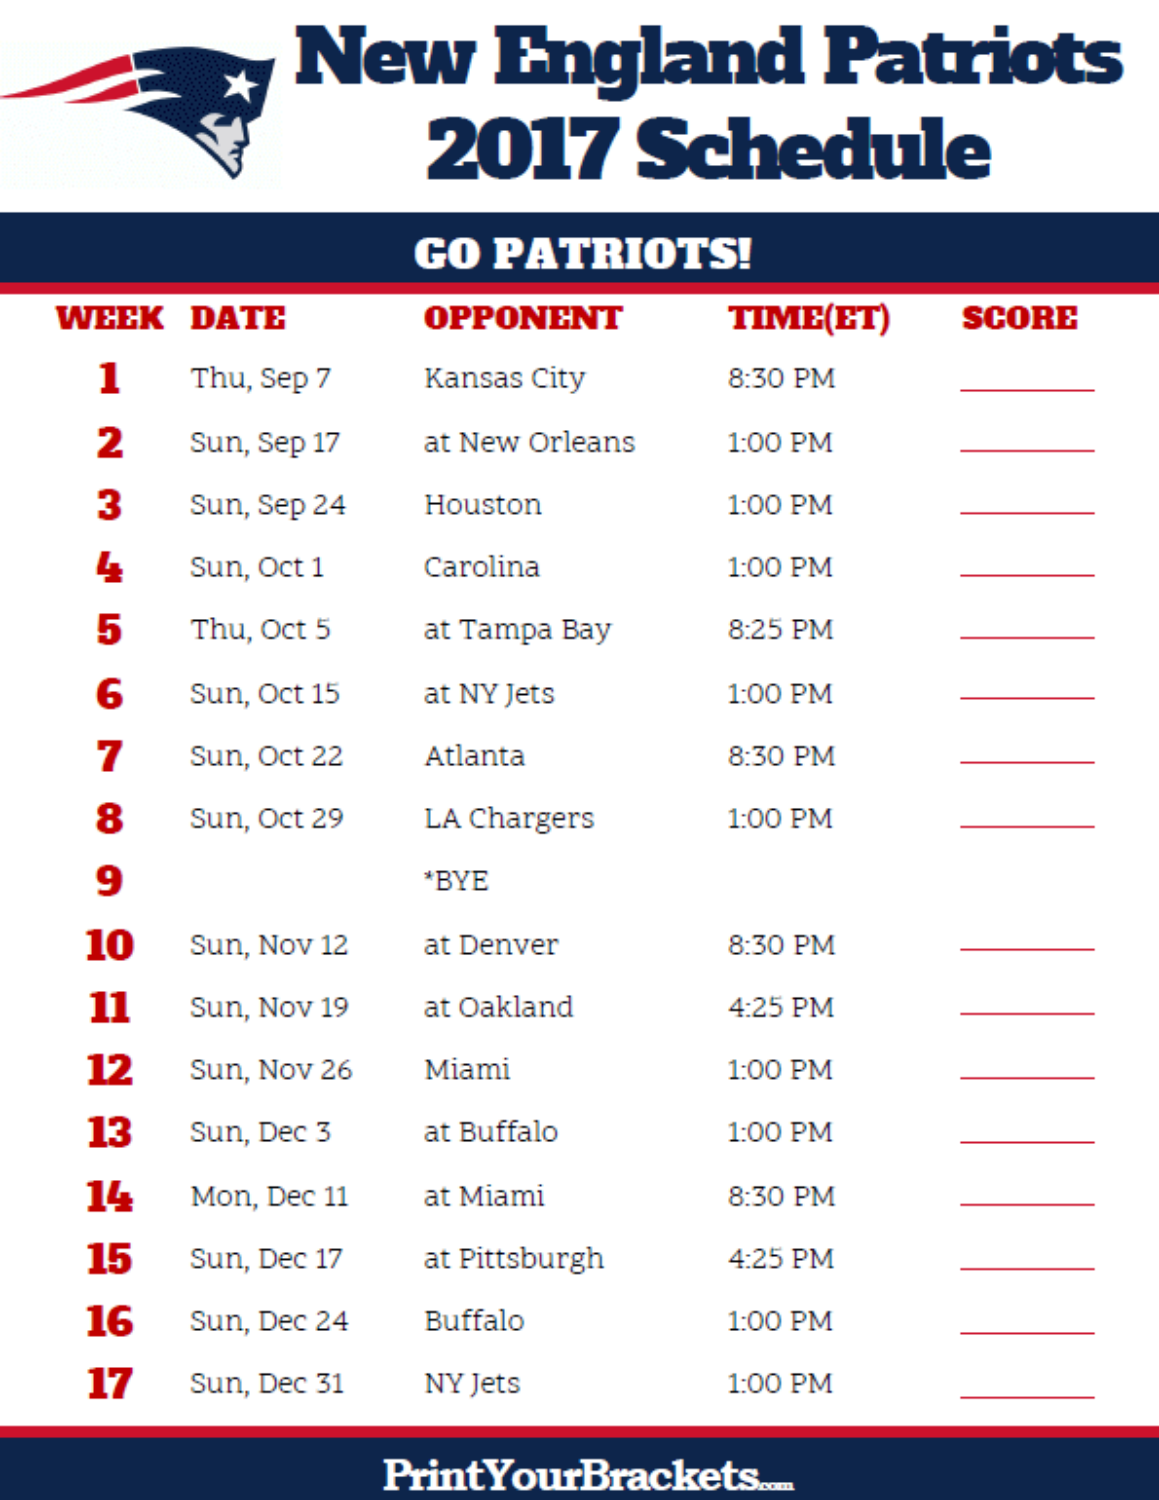 New England Patriots
2017 Schedule
GO PATRIOTS!
WEEK DATE OPPONENT TIME(ET) SCORE
1 Thu, Sep 7 Kansas City 8:30 PM
2 Sun, Sep 17 at New Orleans 1:00 PM
3 Sun, Sep 24 Houston 1:00 PM
4 Sun, Oct 1 Carolina 1:00 PM
5 Thu, Oct 5 at Tampa Bay 8:25 PM
6 Sun, Oct 15 at NY Jets 1:00 PM
7 Sun, Oct 22 Atlanta 8:30 PM
8 Sun, Oct 29 LA Chargers 1:00 PM
9 *BYE
10 Sun, Nov 12 at Denver 8:30 PM
11 Sun, Nov 19 at Oakland 4:25 PM
12 Sun, Nov 26 Miami 1:00 PM
13 Sun, Dec 3 at Buffalo 1:00 PM
14 Mon, Dec 11 at Miami 8:30 PM
15 Sun, Dec 17 at Pittsburgh 4:25 PM
16 Sun, Dec 24 Buffalo 1:00 PM
17 Sun, Dec 31 NY Jets 1:00 PM
PrintYourBrackets.com